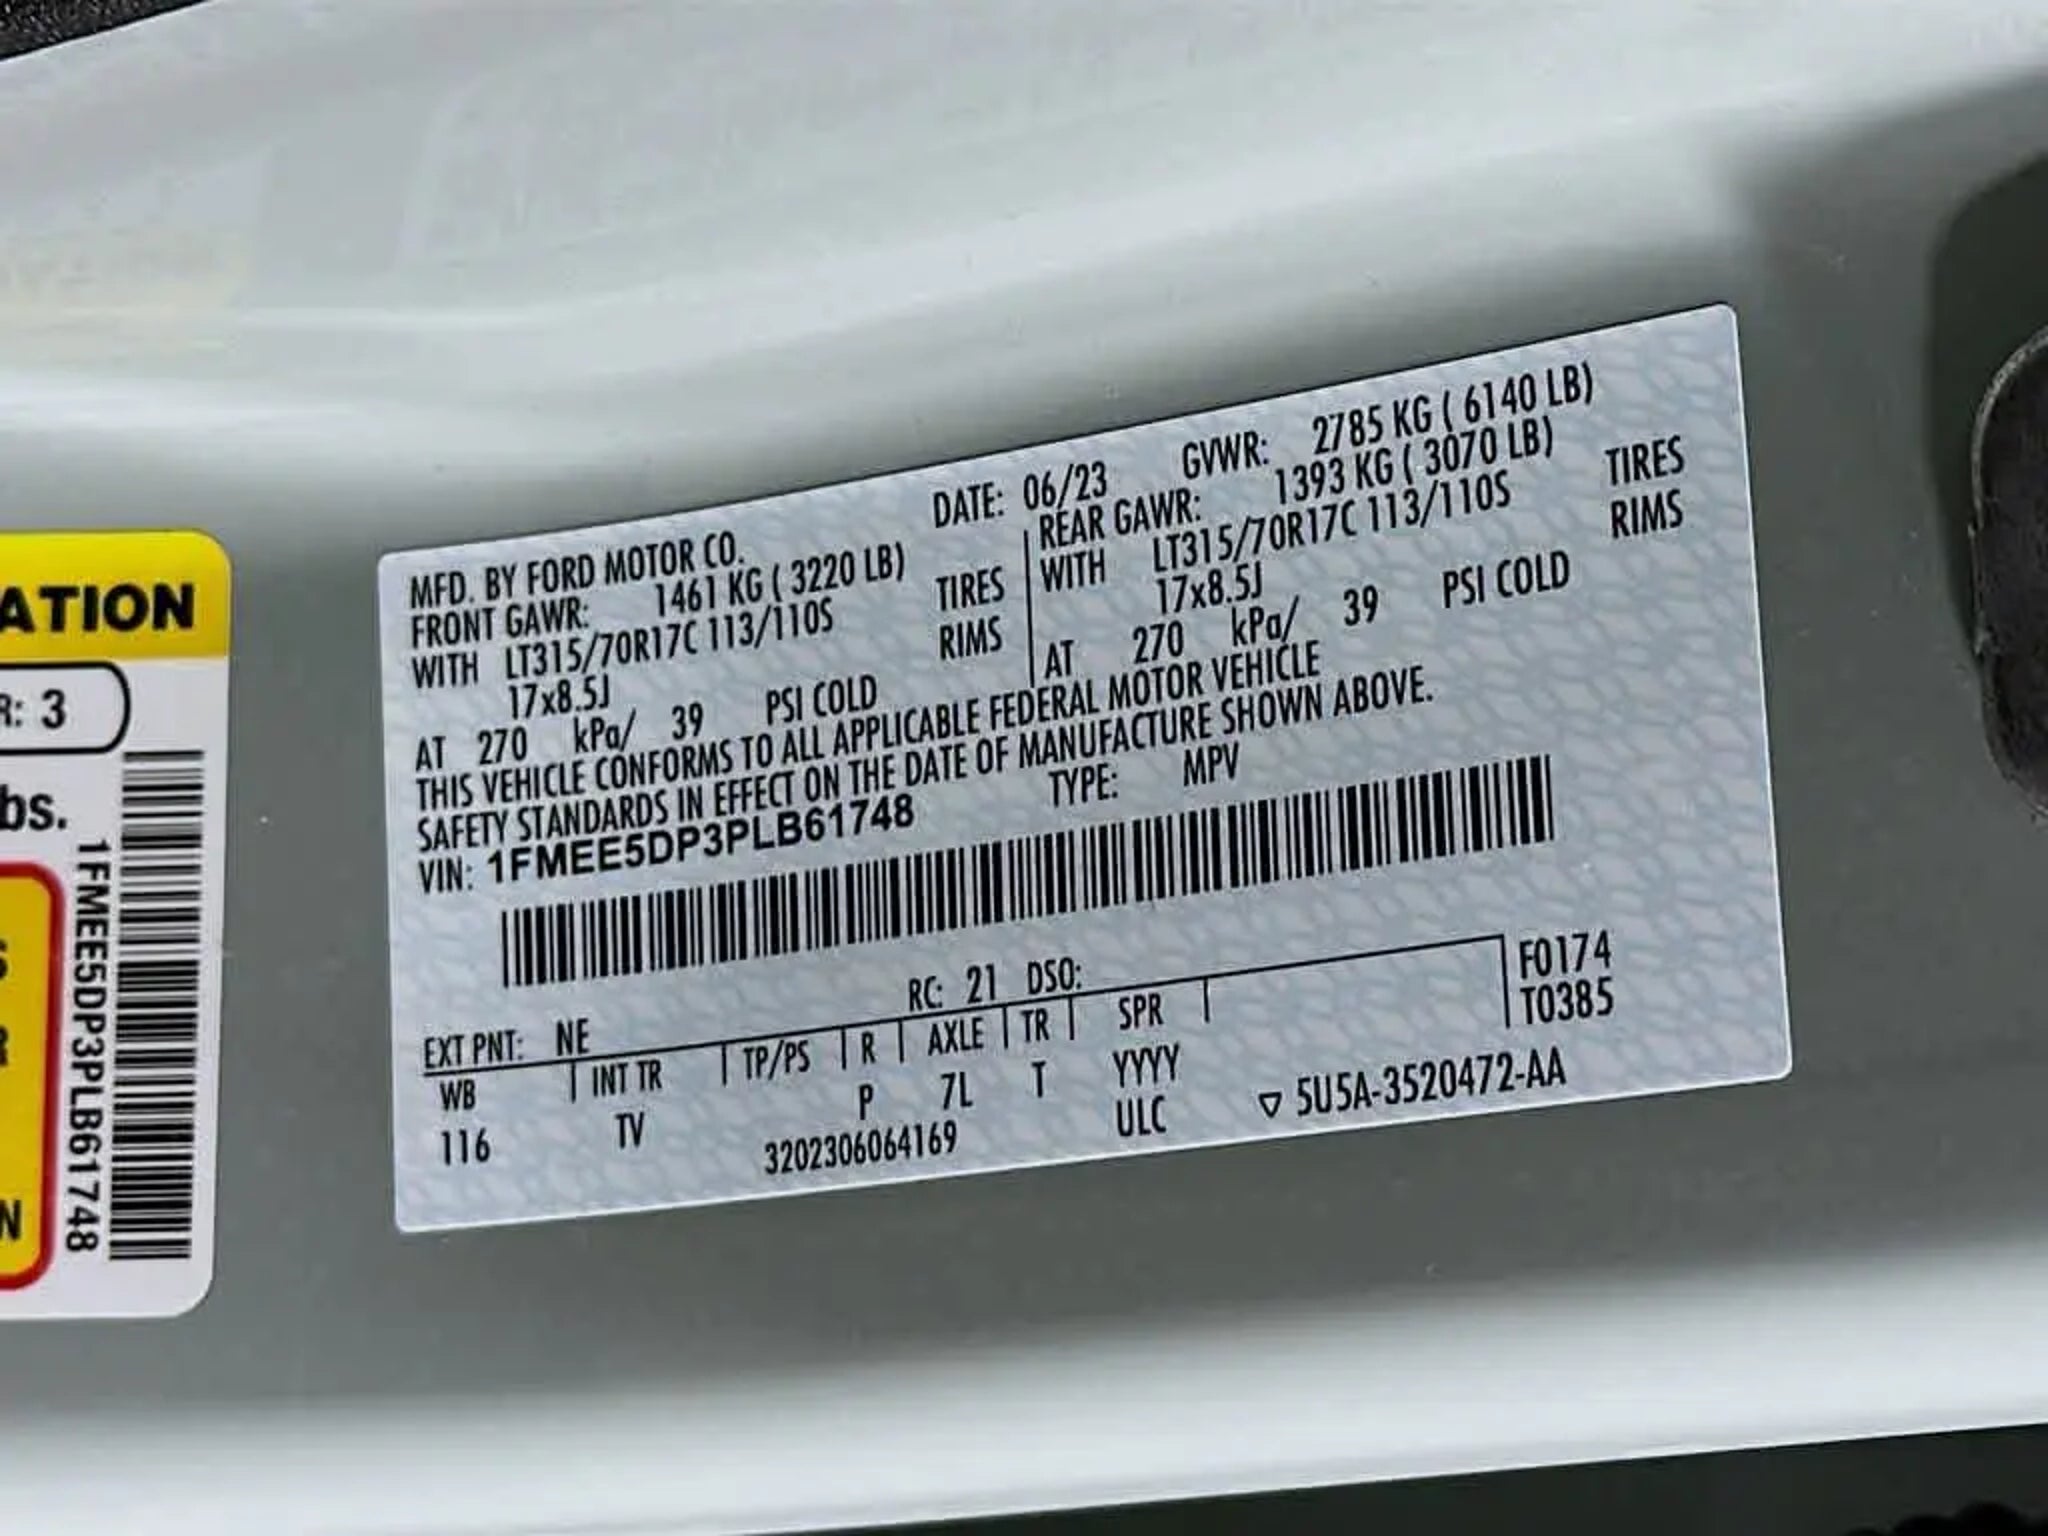 ATION
R: 3
bs.
1FMEE5DP3PLB61748
S
R
N
MFD. BY FORD MOTOR CO. DATE: 06/23 GVWR: 2785 KG ( 6140 LB)
FRONT GAWR: 1461 KG ( 3220 LB) REAR GAWR: 1393 KG ( 3070 LB)
WITH LT315/70R17C 113/110S TIRES WITH LT315/70R17C 113/110S TIRES
17x8.5J RIMS 17x8.5J RIMS
AT 270 kPa/ 39 PSI COLD AT 270 kPa/ 39 PSI COLD
THIS VEHICLE CONFORMS TO ALL APPLICABLE FEDERAL MOTOR VEHICLE
SAFETY STANDARDS IN EFFECT ON THE DATE OF MANUFACTURE SHOWN ABOVE.
VIN: 1FMEE5DP3PLB61748 TYPE: MPV
EXT PNT: NE RC: 21 DSO:
WB INT TR TP/PS R AXLE TR SPR F0174
116 TV P 7L T YYYY T0385
3202306064169 ULC ▽ 5U5A-3520472-AA